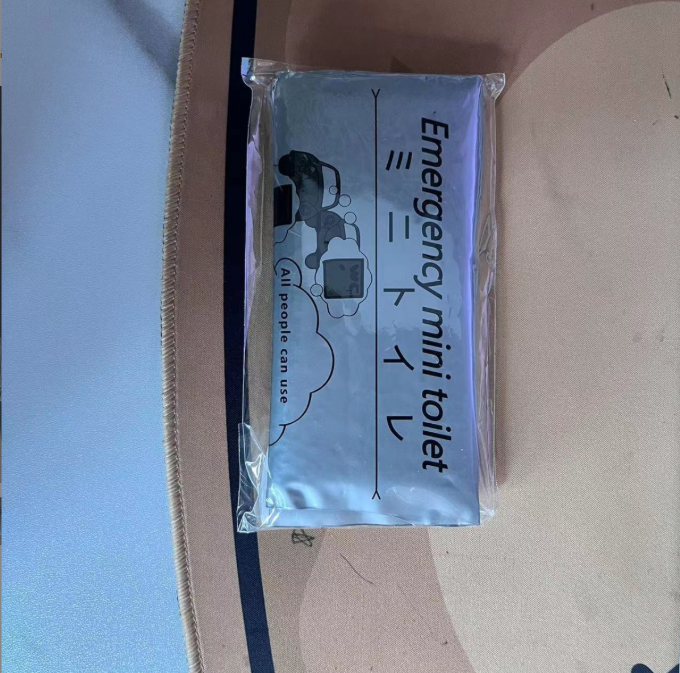 Emergency mini toilet
ミニトイレ
All people can use